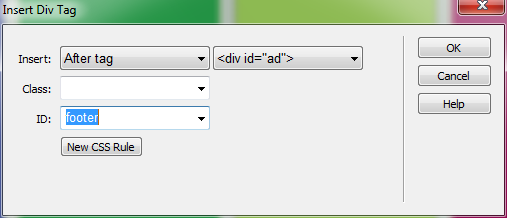 Insert Div Tag
Insert: After tag <div id="ad"> OK
Class: Cancel
ID: footer Help
New CSS Rule